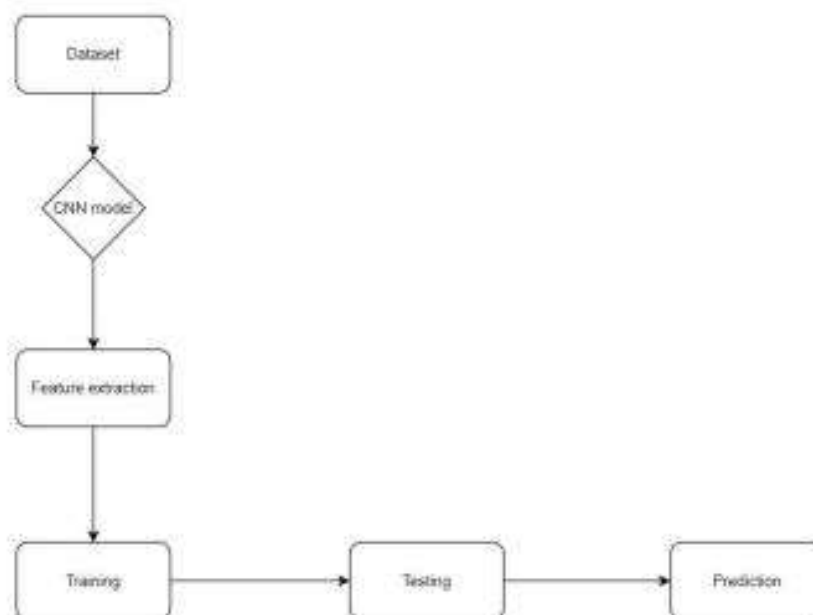 Dataset
CNN model
Feature extraction
Training
Testing
Prediction